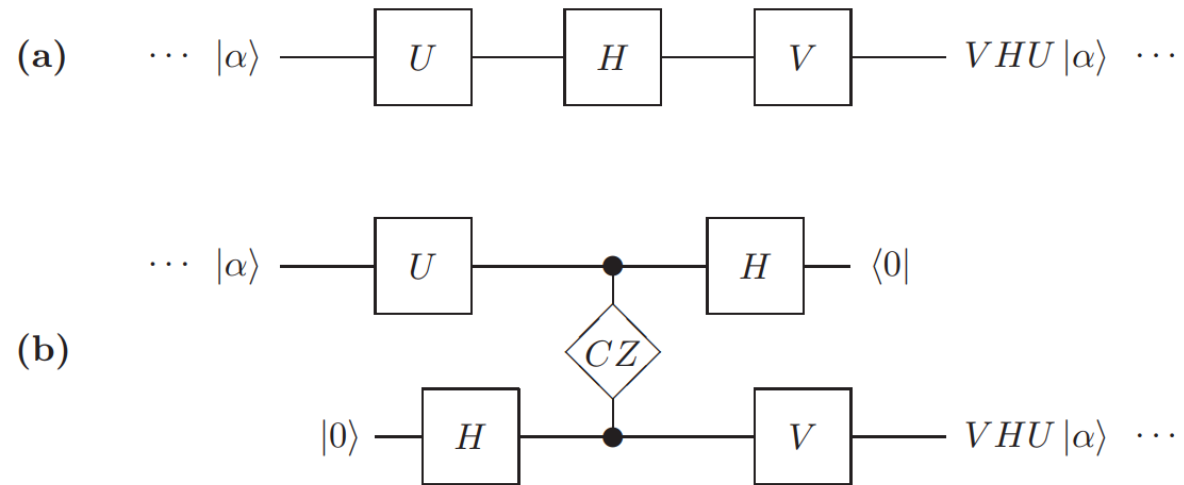 (a) ⋯ |α⟩ U H V VHU |α⟩ ⋯
⋯ |α⟩ U H ⟨0|
(b) CZ
|0⟩ H V VHU |α⟩ ⋯